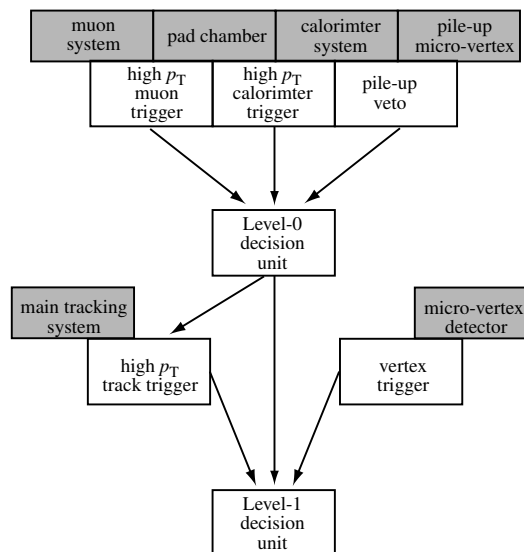 muon
system
pad chamber
calorimter
system
pile-up
micro-vertex
high pT
muon
trigger
high pT
calorimter
trigger
pile-up
veto
Level-0
decision
unit
main tracking
system
micro-vertex
detector
high pT
track trigger
vertex
trigger
Level-1
decision
unit